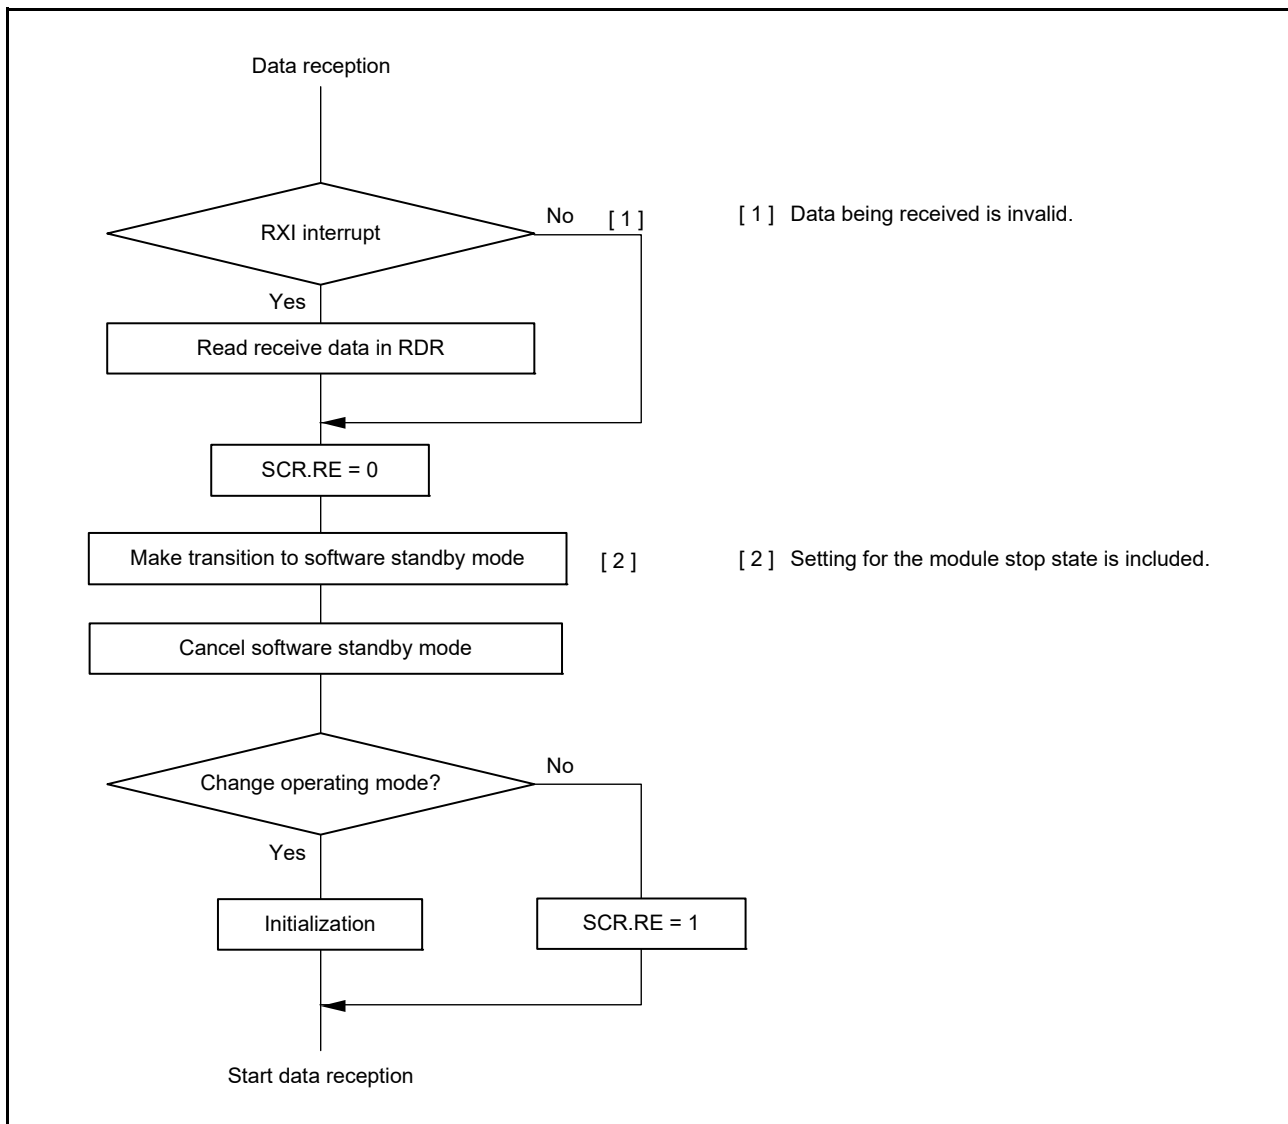 Data reception
No [ 1 ] [ 1 ] Data being received is invalid.
RXI interrupt
Yes
Read receive data in RDR
SCR.RE = 0
Make transition to software standby mode [ 2 ] [ 2 ] Setting for the module stop state is included.
Cancel software standby mode
No
Change operating mode?
Yes
Initialization SCR.RE = 1
Start data reception